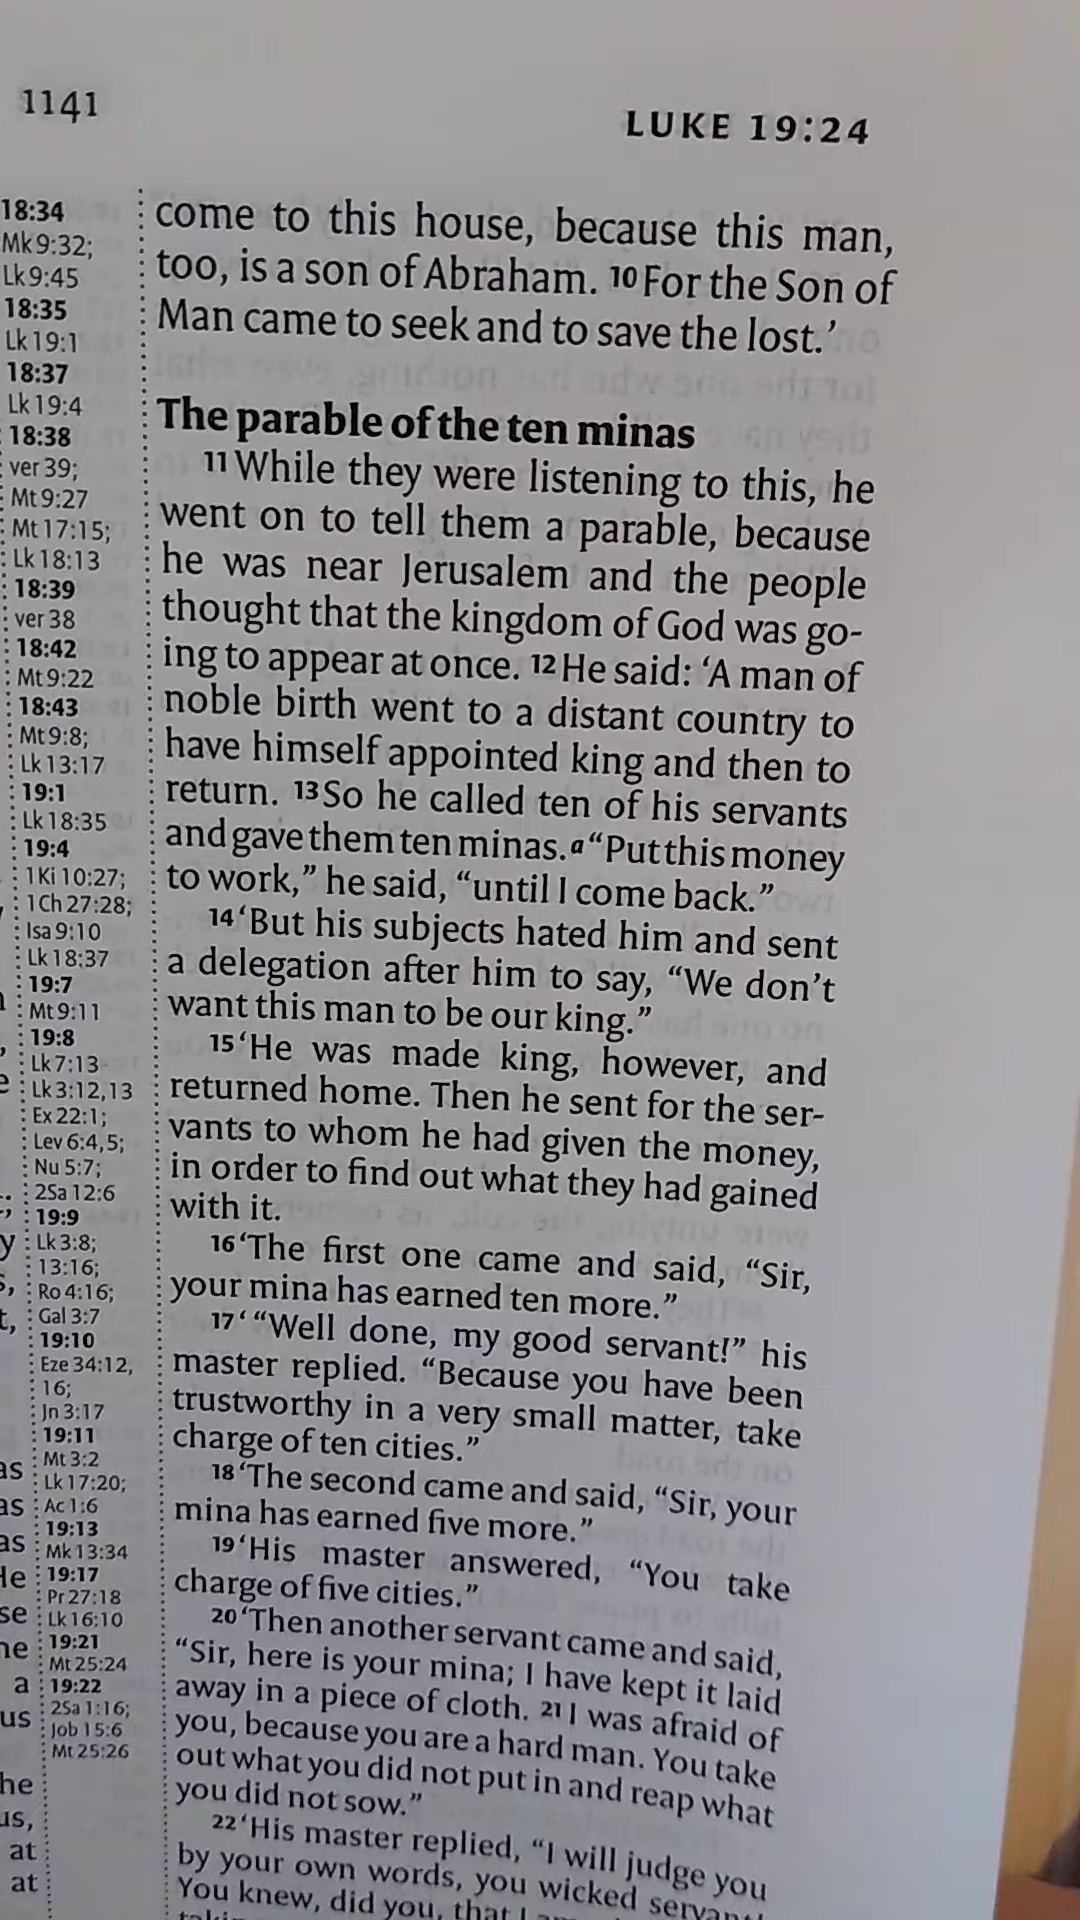 1141
LUKE 19:24
18:34
Mk 9:32;
Lk 9:45
18:35
Lk 19:1
18:37
Lk 19:4
18:38
ver 39;
Mt 9:27
Mt 17:15;
Lk 18:13
18:39
ver 38
18:42
Mt 9:22
18:43
Mt 9:8;
Lk 13:17
19:1
Lk 18:35
19:4
1Ki 10:27;
1Ch 27:28;
Isa 9:10
Lk 18:37
19:7
Mt 9:11
19:8
Lk 7:13
Lk 3:12,13
Ex 22:1;
Lev 6:4,5;
Nu 5:7;
2Sa 12:6
19:9
Lk 3:8;
13:16;
Ro 4:16;
Gal 3:7
19:10
Eze 34:12,
16;
Jn 3:17
19:11
Mt 3:2
Lk 17:20;
Ac 1:6
19:13
Mk 13:34
19:17
Pr 27:18
Lk 16:10
19:21
Mt 25:24
19:22
2Sa 1:16;
Job 15:6
Mt 25:26
come to this house, because this man,
too, is a son of Abraham. 10 For the Son of
Man came to seek and to save the lost.’
The parable of the ten minas
11 While they were listening to this, he
went on to tell them a parable, because
he was near Jerusalem and the people
thought that the kingdom of God was go-
ing to appear at once. 12 He said: ‘A man of
noble birth went to a distant country to
have himself appointed king and then to
return. 13 So he called ten of his servants
and gave them ten minas.a “Put this money
to work,” he said, “until I come back.”
14 ‘But his subjects hated him and sent
a delegation after him to say, “We don’t
want this man to be our king.”
15 ‘He was made king, however, and
returned home. Then he sent for the ser-
vants to whom he had given the money,
in order to find out what they had gained
with it.
16 ‘The first one came and said, “Sir,
your mina has earned ten more.”
17 ‘ “Well done, my good servant!” his
master replied. “Because you have been
trustworthy in a very small matter, take
charge of ten cities.”
18 ‘The second came and said, “Sir, your
mina has earned five more.”
19 ‘His master answered, “You take
charge of five cities.”
20 ‘Then another servant came and said,
“Sir, here is your mina; I have kept it laid
away in a piece of cloth. 21 I was afraid of
you, because you are a hard man. You take
out what you did not put in and reap what
you did not sow.”
22 ‘His master replied, “I will judge you
by your own words, you wicked servant!
You knew, did you, that I